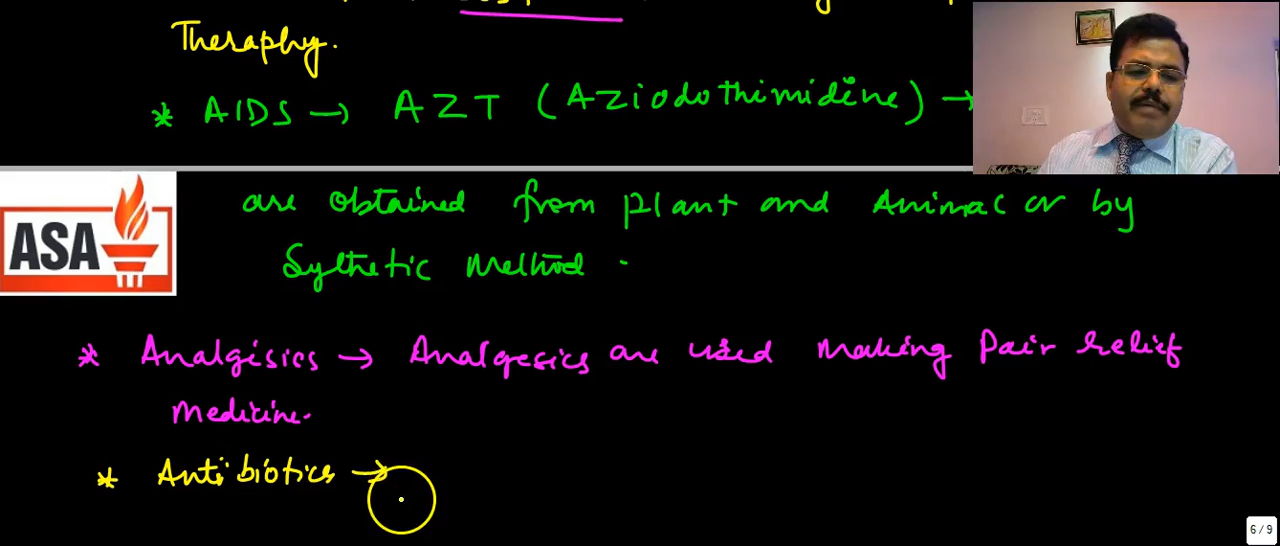 Theraphy.
* AIDS → AZT (Aziodothimidine) →
ASA
are obtained from plant and Animal or by
Sythetic Method.
* Analgisics → Analgesics are used making Pair relief
Medicine.
* Antibiotics →
6/9